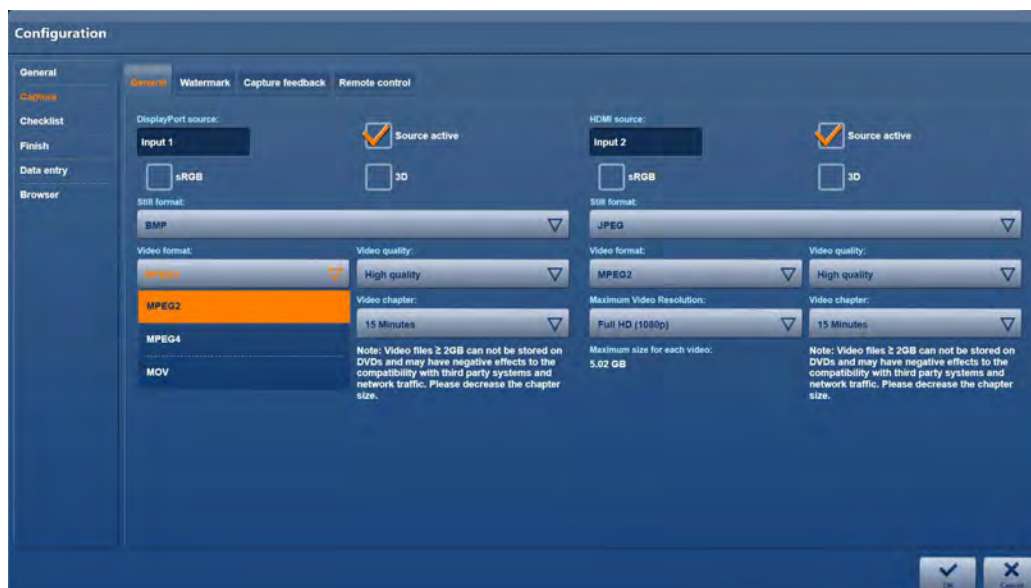 Configuration
General
Capture
Checklist
Finish
Data entry
Browser
General Watermark Capture feedback Remote control
DisplayPort source:
Input 1
Source active
sRGB
3D
Still format:
BMP
Video format:
MPEG2
MPEG2
MPEG4
MOV
Video quality:
High quality
Video chapter:
15 Minutes
Note: Video files ≥ 2GB can not be stored on
DVDs and may have negative effects to the
compatibility with third party systems and
network traffic. Please decrease the chapter
size.
HDMI source:
Input 2
Source active
sRGB
3D
Still format:
JPEG
Video format:
MPEG2
Video quality:
High quality
Maximum Video Resolution:
Full HD (1080p)
Video chapter:
15 Minutes
Maximum size for each video:
5.02 GB
Note: Video files ≥ 2GB can not be stored on
DVDs and may have negative effects to the
compatibility with third party systems and
network traffic. Please decrease the chapter
size.
OK
Cancel